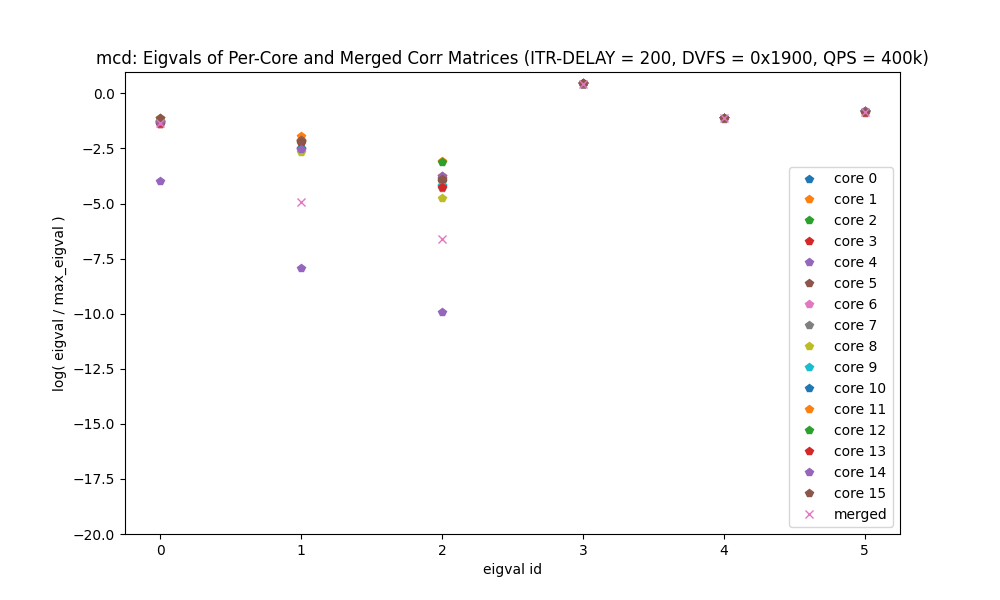 mcd: Eigvals of Per-Core and Merged Corr Matrices (ITR-DELAY = 200, DVFS = 0x1900, QPS = 400k)
log( eigval / max_eigval )
0.0
−2.5
−5.0
−7.5
−10.0
−12.5
−15.0
−17.5
−20.0
core 0
core 1
core 2
core 3
core 4
core 5
core 6
core 7
core 8
core 9
core 10
core 11
core 12
core 13
core 14
core 15
merged
0 1 2 3 4 5
eigval id